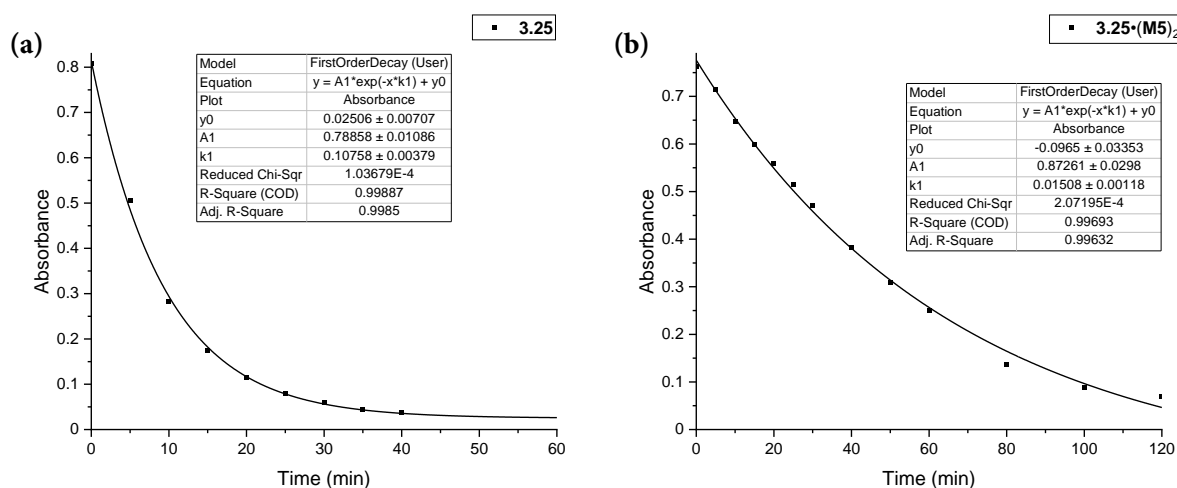 (a)
3.25
Absorbance
0.8
0.7
0.6
0.5
0.4
0.3
0.2
0.1
0
0 10 20 30 40 50 60
Time (min)
Model FirstOrderDecay (User)
Equation y = A1*exp(-x*k1) + y0
Plot Absorbance
y0 0.02506 ± 0.00707
A1 0.78858 ± 0.01086
k1 0.10758 ± 0.00379
Reduced Chi-Sqr 1.03679E-4
R-Square (COD) 0.99887
Adj. R-Square 0.9985
(b)
3.25•(M5)₂
Absorbance
0.7
0.6
0.5
0.4
0.3
0.2
0.1
0
0 20 40 60 80 100 120
Time (min)
Model FirstOrderDecay (User)
Equation y = A1*exp(-x*k1) + y0
Plot Absorbance
y0 -0.0965 ± 0.03353
A1 0.87261 ± 0.0298
k1 0.01508 ± 0.00118
Reduced Chi-Sqr 2.07195E-4
R-Square (COD) 0.99693
Adj. R-Square 0.99632